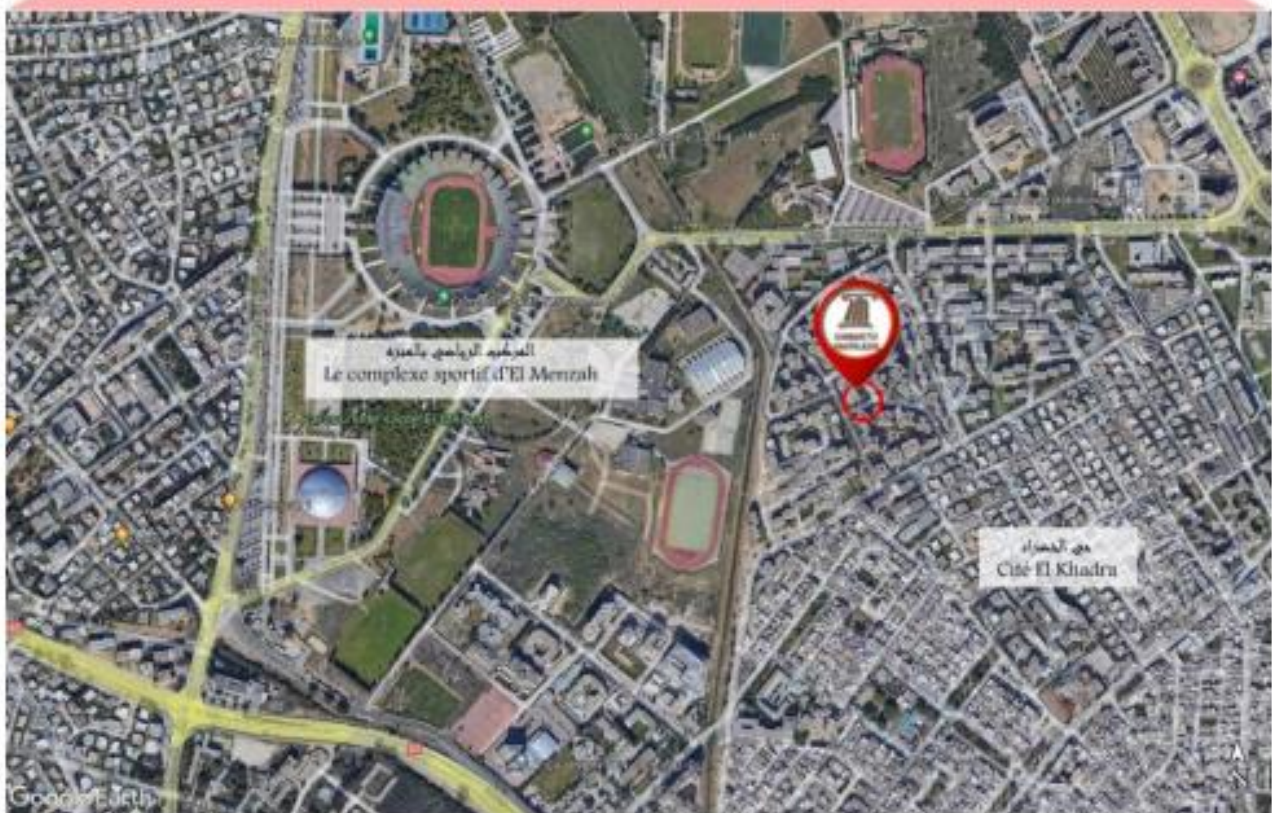 المركب الرياضي بالمنزه
Le complexe sportif d'El Menzah
حي الخضراء
Cité El Khadra
Google Earth
N